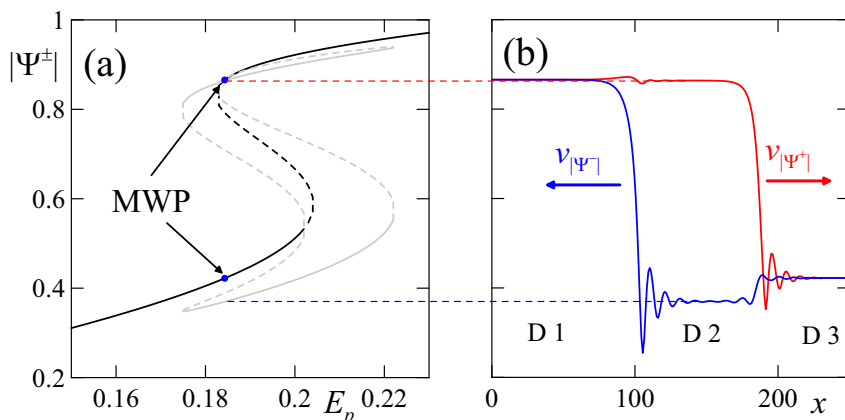 1
|Ψ±|
(a)
0.8
MWP
0.6
0.4
0.2
0.16
0.18
0.2
0.22
E_p
(b)
v_|Ψ⁻|
v_|Ψ⁺|
D 1
D 2
D 3
0
100
200
x